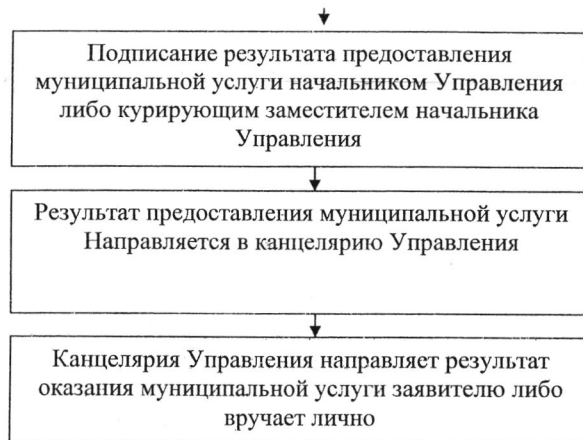 Подписание результата предоставления
муниципальной услуги начальником Управления
либо курирующим заместителем начальника
Управления
Результат предоставления муниципальной услуги
Направляется в канцелярию Управления
Канцелярия Управления направляет результат
оказания муниципальной услуги заявителю либо
вручает лично